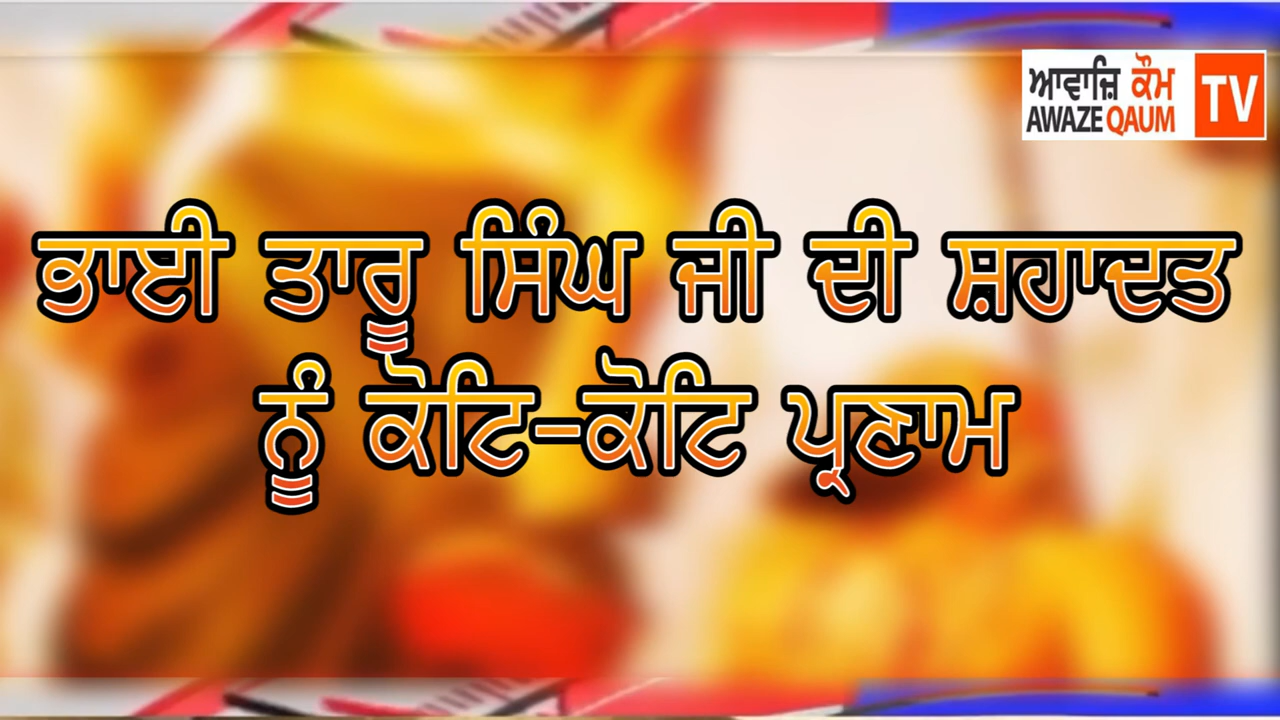 ਆਵਾਜ਼ਿ ਕੌਮ
AWAZE QAUM
TV
ਭਾਈ ਤਾਰੂ ਸਿੰਘ ਜੀ ਦੀ ਸ਼ਹਾਦਤ
ਨੂੰ ਕੋਟਿ-ਕੋਟਿ ਪ੍ਰਣਾਮ